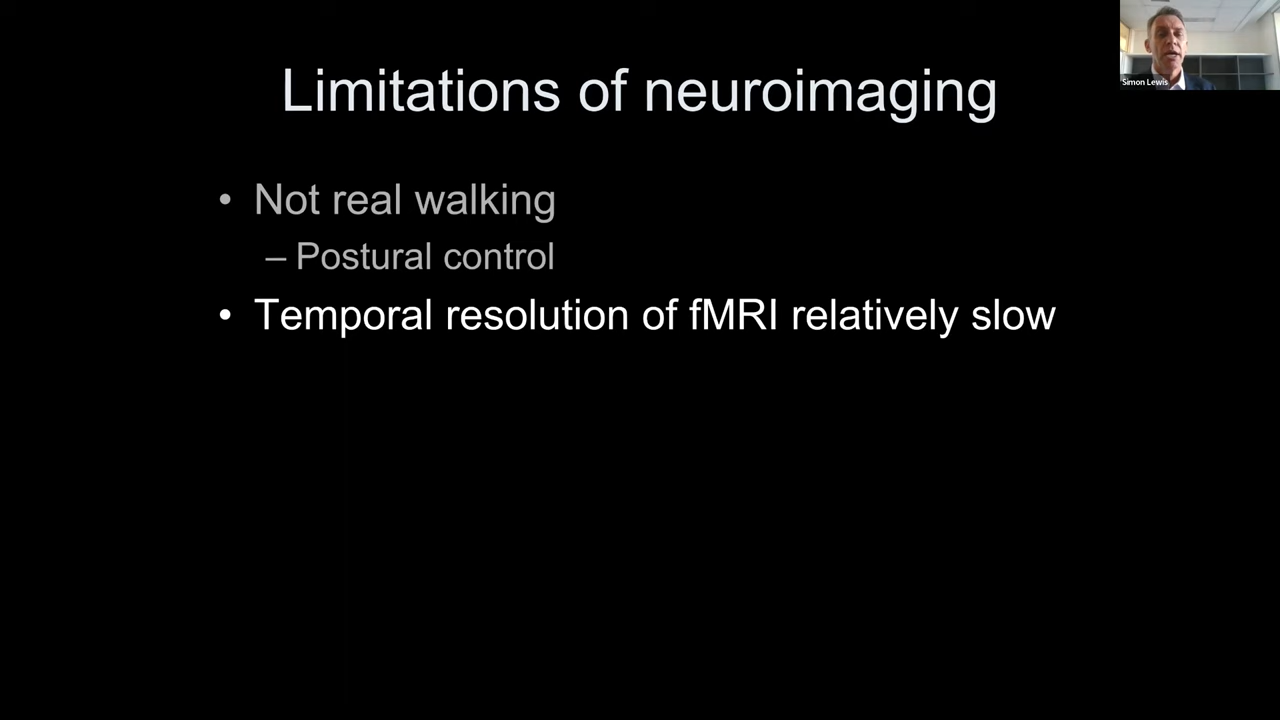 Simon Lewis
Limitations of neuroimaging
• Not real walking
– Postural control
• Temporal resolution of fMRI relatively slow